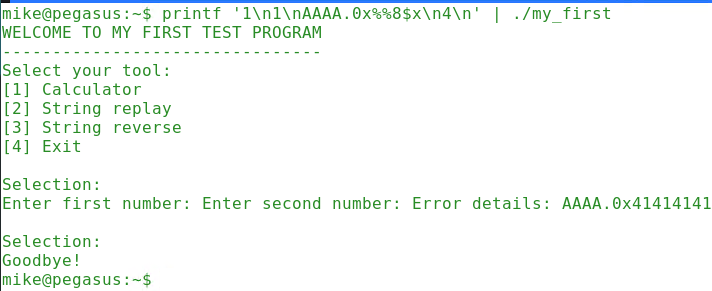 mike@pegasus:~$ printf '1\n1\nAAAA.0x%%8$x\n4\n' | ./my_first
WELCOME TO MY FIRST TEST PROGRAM
--------------------------------
Select your tool:
[1] Calculator
[2] String replay
[3] String reverse
[4] Exit
Selection:
Enter first number: Enter second number: Error details: AAAA.0x41414141
Selection:
Goodbye!
mike@pegasus:~$